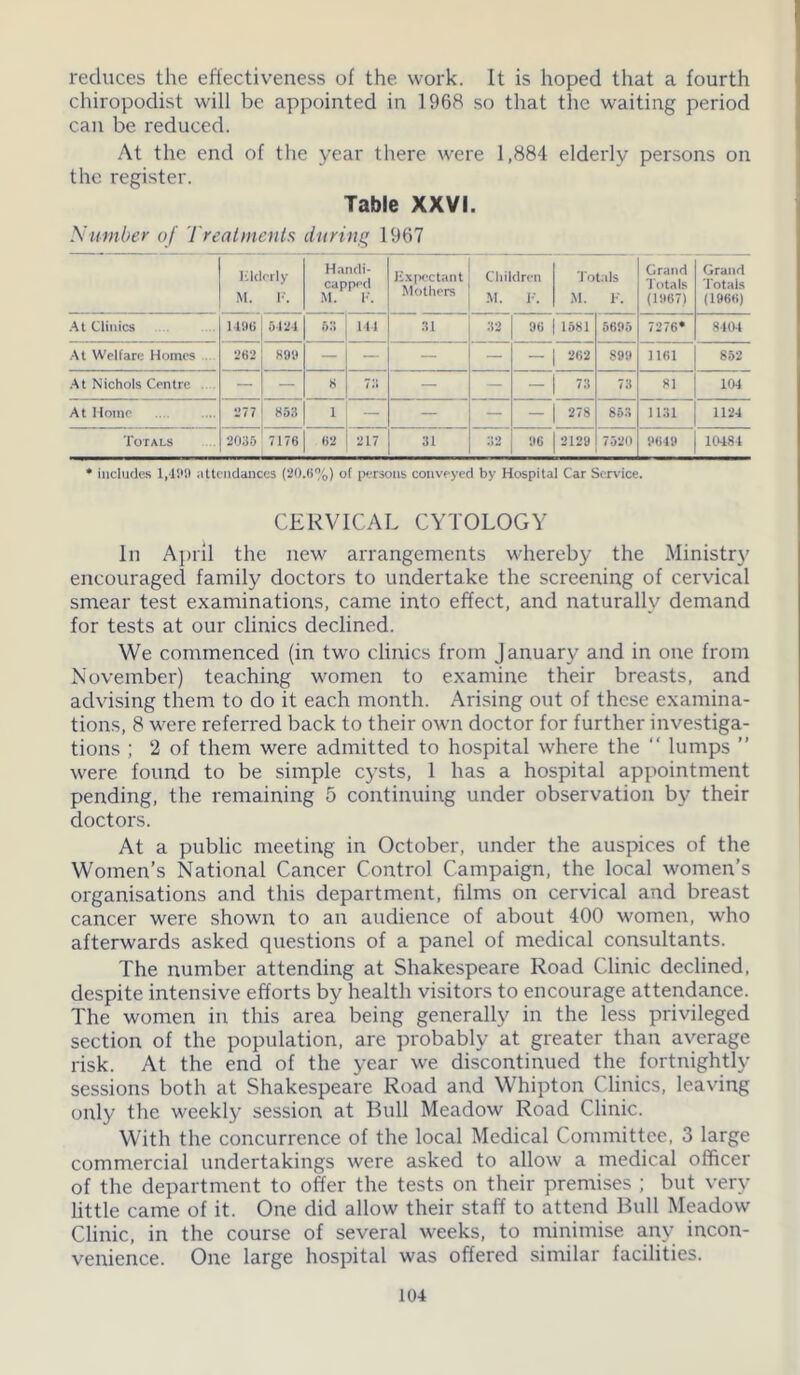 reduces the effectiveness of the work. It is hoped that a fourth
chiropodist will be appointed in 1968 so that the waiting period
can be reduced.
At the end of the year there were 1,884 elderly persons on
the register.
Table XXVI.
Number of Treatments during 1967
Elderly M. F. | Handicapped M. F. | Expectant Mothers | Children M. F. | Totals M. F. | Grand Totals (1967) | Grand Totals (1966)
At Clinics .... .... 1496 5424 53 144 31 32 96 1581 5695 7276* 8404
At Welfare Homes .... 262 899 — — — — — 262 899 1161 852
At Nichols Centre .... — — 8 73 — — — 73 73 81 104
At Home .... .... 277 853 1 — — — — 278 853 1131 1124
TOTALS .... 2035 7176 62 217 31 32 96 2129 7520 9649 10484
* includes 1,499 attendances (20.6%) of persons conveyed by Hospital Car Service.
CERVICAL CYTOLOGY
In April the new arrangements whereby the Ministry
encouraged family doctors to undertake the screening of cervical
smear test examinations, came into effect, and naturally demand
for tests at our clinics declined.
We commenced (in two clinics from January and in one from
November) teaching women to examine their breasts, and
advising them to do it each month. Arising out of these examina-
tions, 8 were referred back to their own doctor for further investiga-
tions ; 2 of them were admitted to hospital where the " lumps "
were found to be simple cysts, 1 has a hospital appointment
pending, the remaining 5 continuing under observation by their
doctors.
At a public meeting in October, under the auspices of the
Women's National Cancer Control Campaign, the local women's
organisations and this department, films on cervical and breast
cancer were shown to an audience of about 400 women, who
afterwards asked questions of a panel of medical consultants.
The number attending at Shakespeare Road Clinic declined,
despite intensive efforts by health visitors to encourage attendance.
The women in this area being generally in the less privileged
section of the population, are probably at greater than average
risk. At the end of the year we discontinued the fortnightly
sessions both at Shakespeare Road and Whipton Clinics, leaving
only the weekly session at Bull Meadow Road Clinic.
With the concurrence of the local Medical Committee, 3 large
commercial undertakings were asked to allow a medical officer
of the department to offer the tests on their premises ; but very
little came of it. One did allow their staff to attend Bull Meadow
Clinic, in the course of several weeks, to minimise any incon-
venience. One large hospital was offered similar facilities.
104